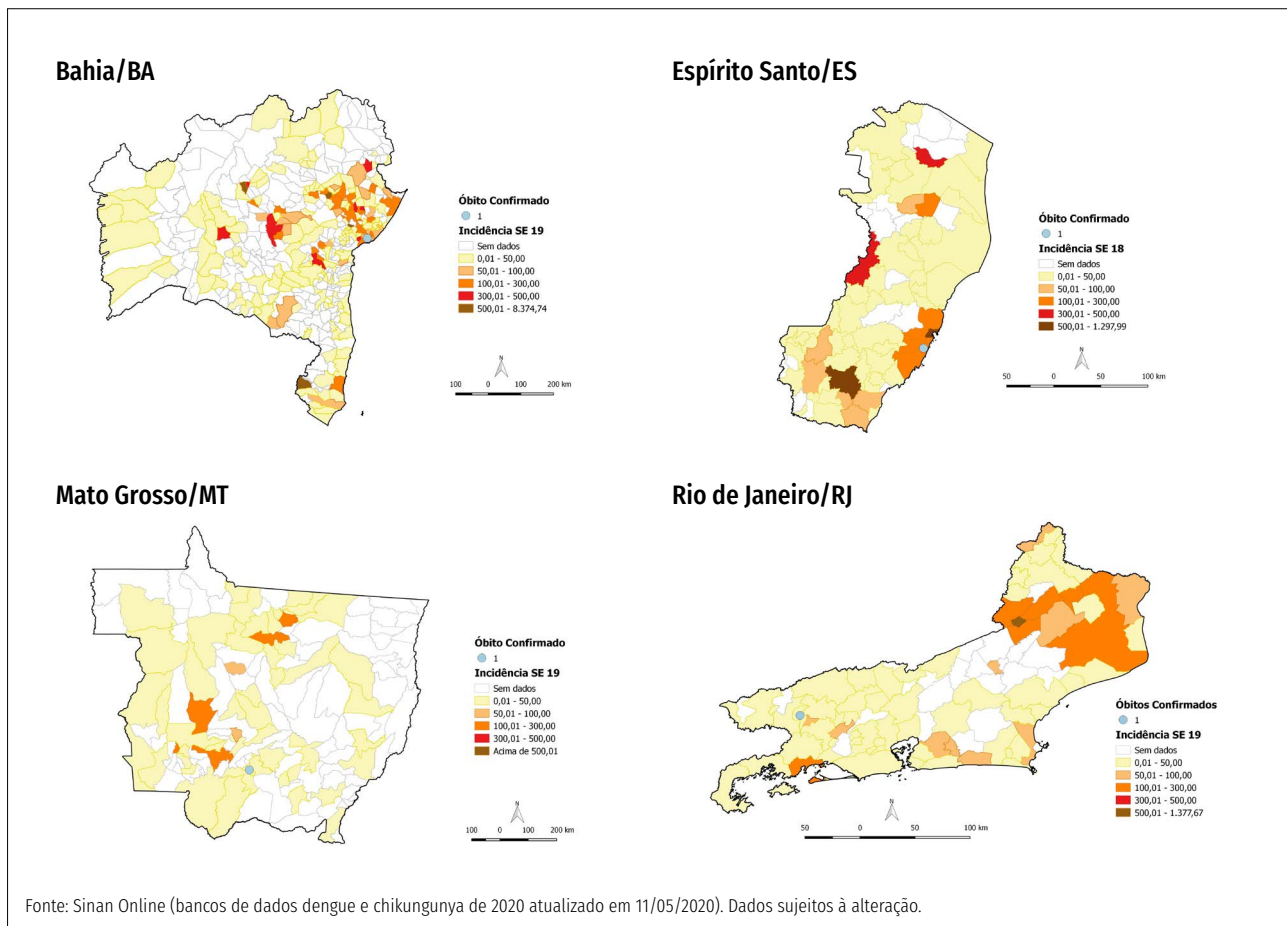 Bahia/BA
Óbito Confirmado
1
Incidência SE 19
Sem dados
0,01 - 50,00
50,01 - 100,00
100,01 - 300,00
300,01 - 500,00
500,01 - 8.374,74
N
100 0 100 200 km
Espírito Santo/ES
Óbito Confirmado
1
Incidência SE 18
Sem dados
0,01 - 50,00
50,01 - 100,00
100,01 - 300,00
300,01 - 500,00
500,01 - 1.297,99
N
50 0 50 100 km
Mato Grosso/MT
Óbito Confirmado
1
Incidência SE 19
Sem dados
0,01 - 50,00
50,01 - 100,00
100,01 - 300,00
300,01 - 500,00
Acima de 500,01
N
100 0 100 200 km
Rio de Janeiro/RJ
Óbitos Confirmados
1
Incidência SE 19
Sem dados
0,01 - 50,00
50,01 - 100,00
100,01 - 300,00
300,01 - 500,00
500,01 - 1.377,67
N
50 0 50 100 km
Fonte: Sinan Online (bancos de dados dengue e chikungunya de 2020 atualizado em 11/05/2020). Dados sujeitos à alteração.